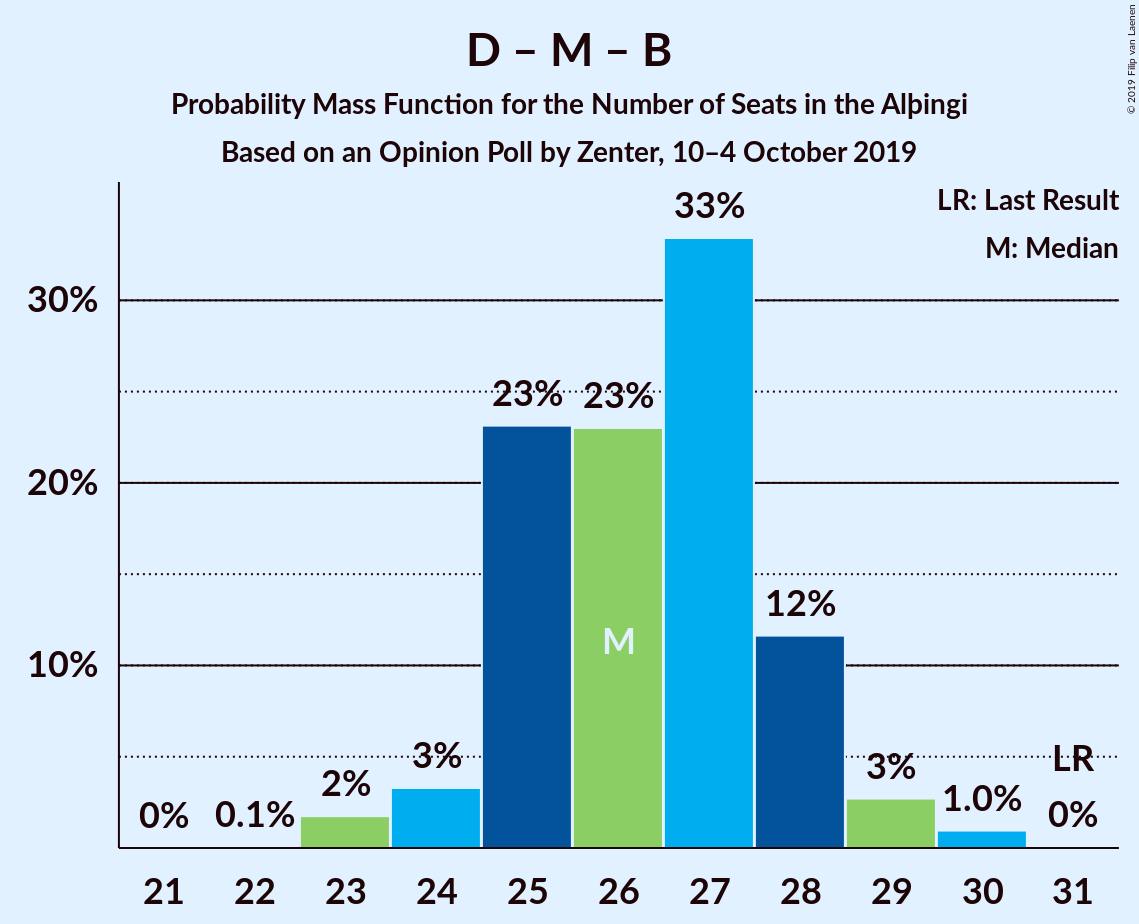 D – M – B
Probability Mass Function for the Number of Seats in the Alþingi
Based on an Opinion Poll by Zenter, 10–4 October 2019
© 2019 Filip van Laenen
LR: Last Result
M: Median
30%
20%
10%
0%
0.1%
2%
3%
23%
23%
33%
12%
3%
1.0%
0%
LR
M
21 22 23 24 25 26 27 28 29 30 31